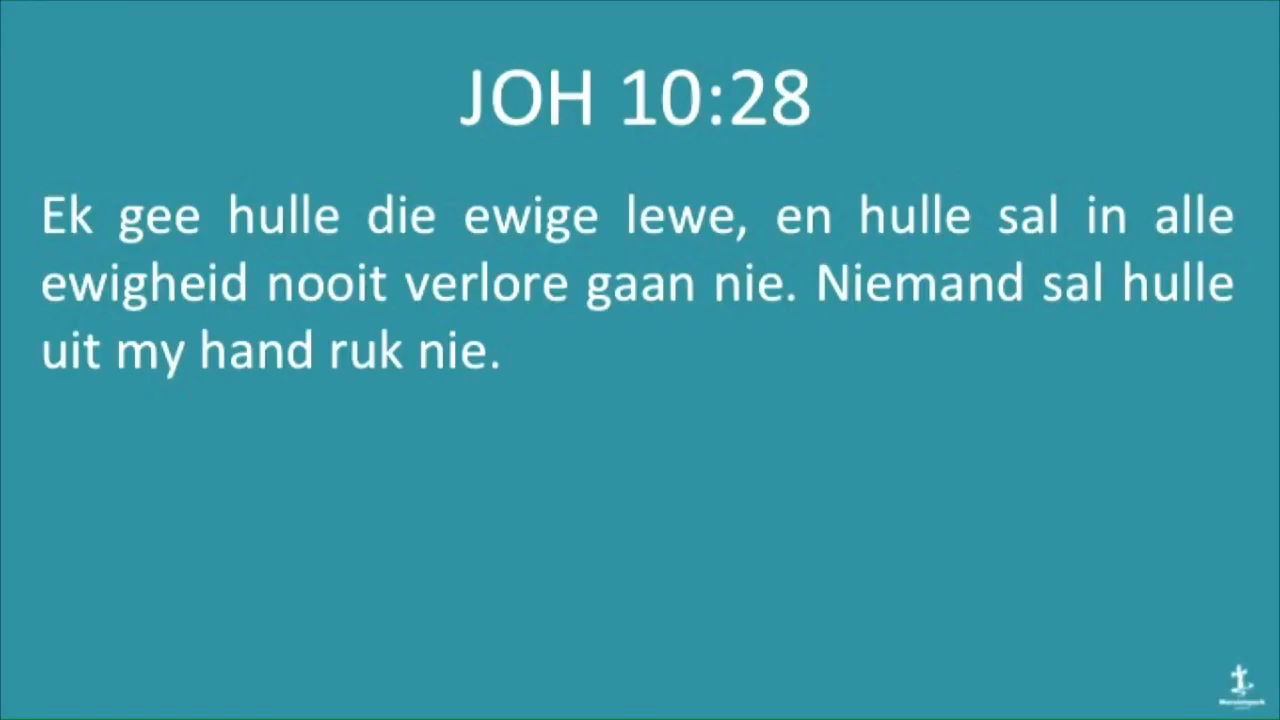 JOH 10:28
Ek gee hulle die ewige lewe, en hulle sal in alle
ewigheid nooit verlore gaan nie. Niemand sal hulle
uit my hand ruk nie.